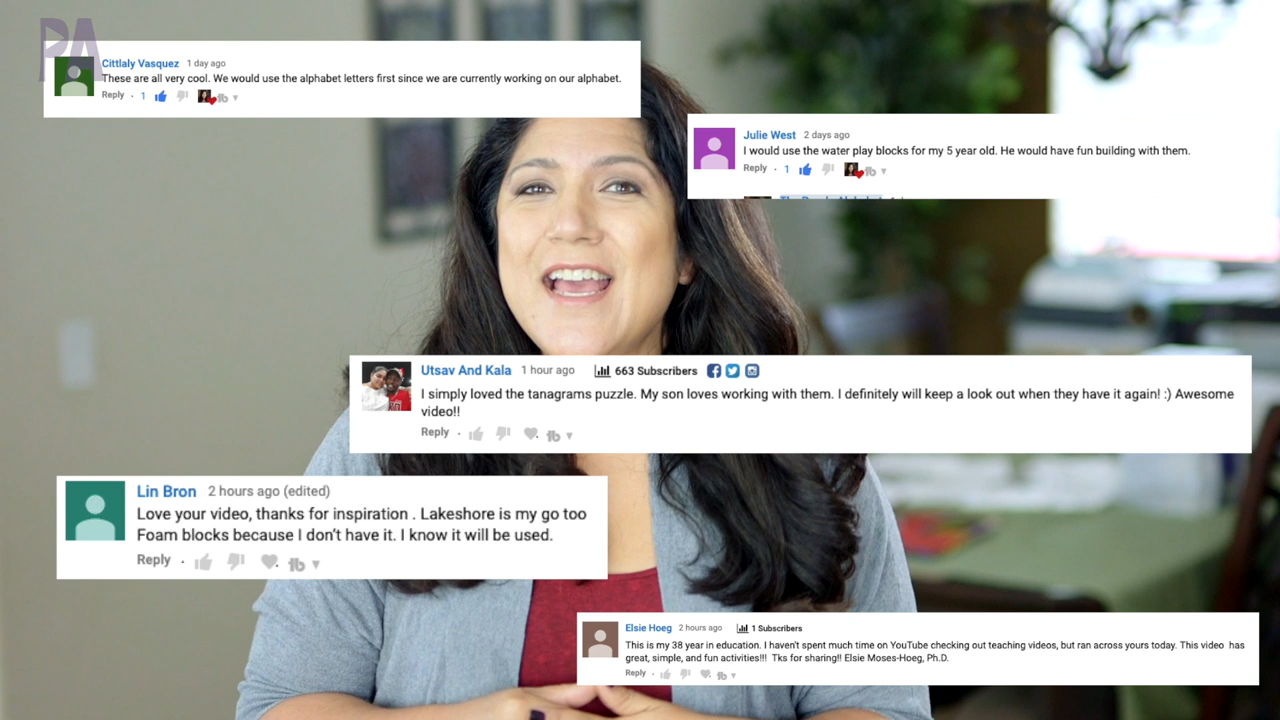 PA
Cittlaly Vasquez 1 day ago
These are all very cool. We would use the alphabet letters first since we are currently working on our alphabet.
Reply · 1 tb
Julie West 2 days ago
I would use the water play blocks for my 5 year old. He would have fun building with them.
Reply · 1 tb
Utsav And Kala 1 hour ago 663 Subscribers
I simply loved the tanagrams puzzle. My son loves working with them. I definitely will keep a look out when they have it again! :) Awesome
video!!
Reply · tb
Lin Bron 2 hours ago (edited)
Love your video, thanks for inspiration . Lakeshore is my go too
Foam blocks because I don't have it. I know it will be used.
Reply · tb
Elsie Hoeg 2 hours ago 1 Subscribers
This is my 38 year in education. I haven't spent much time on YouTube checking out teaching videos, but ran across yours today. This video has
great, simple, and fun activities!!! Tks for sharing!! Elsie Moses-Hoeg, Ph.D.
Reply · tb